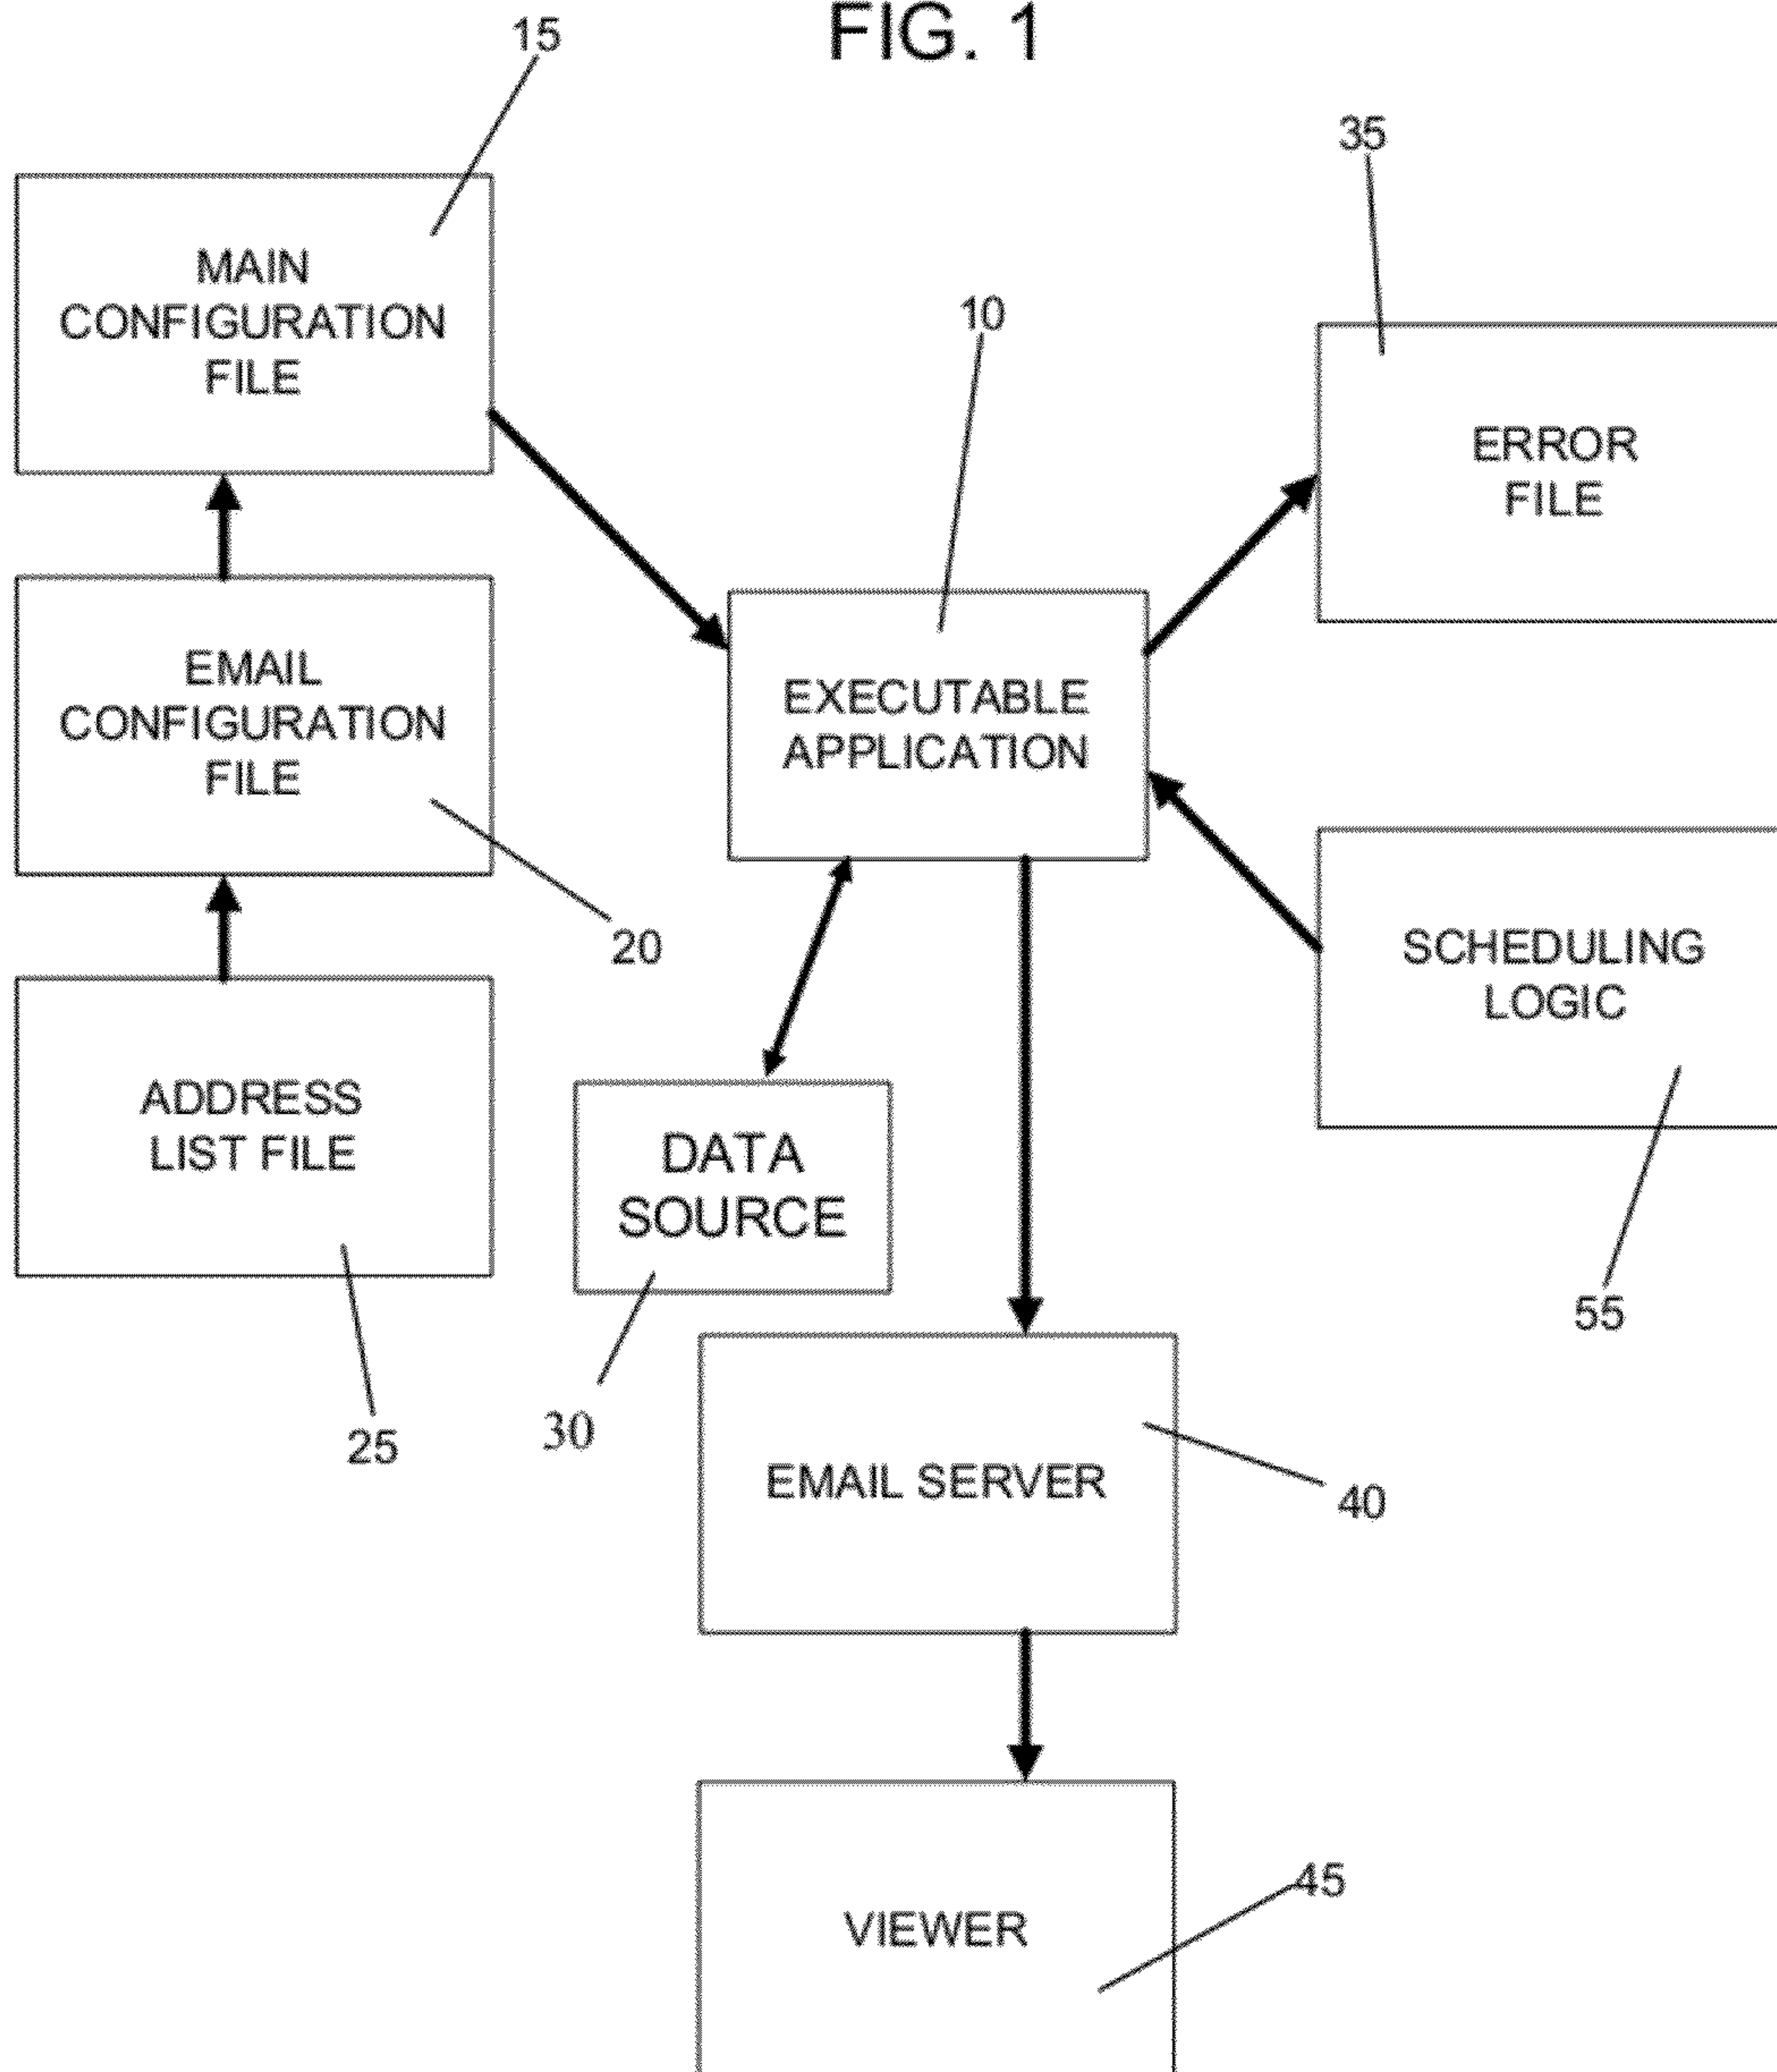 FIG. 1
15
35
MAIN
CONFIGURATION
FILE
10
ERROR
FILE
EMAIL
CONFIGURATION
FILE
20
EXECUTABLE
APPLICATION
SCHEDULING
LOGIC
55
ADDRESS
LIST FILE
25
DATA
SOURCE
30
EMAIL SERVER
40
VIEWER
45